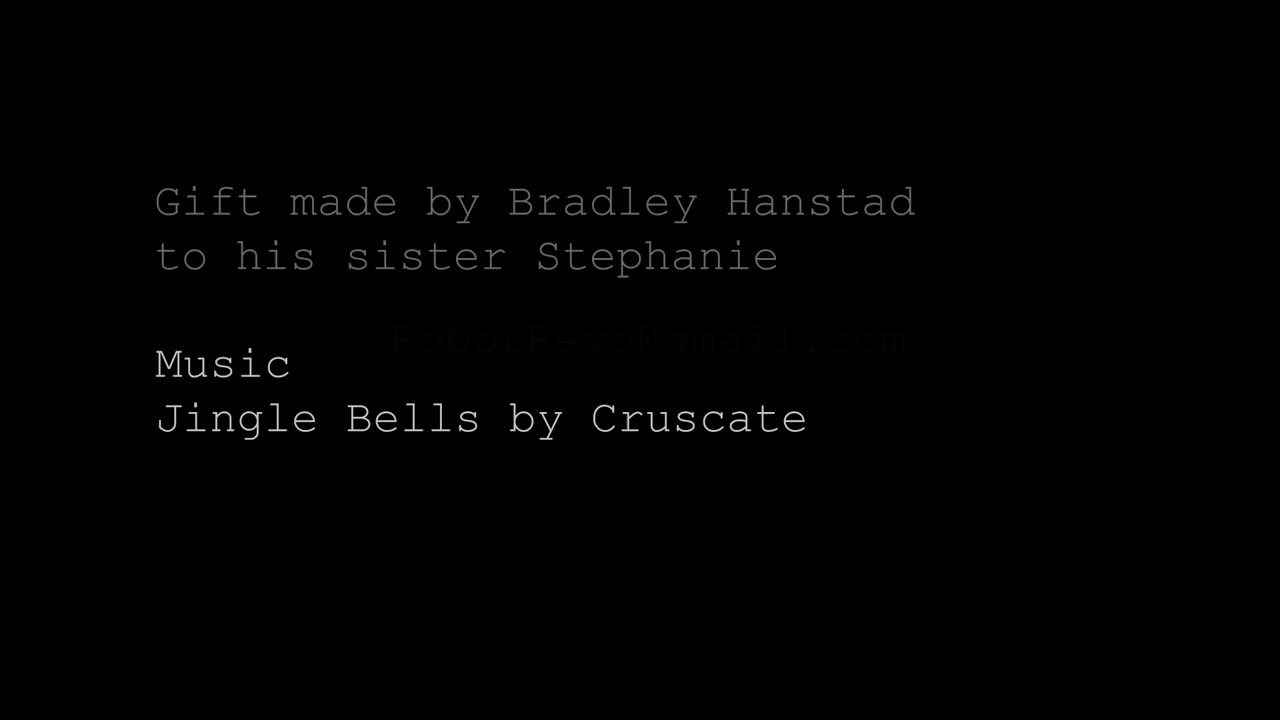 Gift made by Bradley Hanstad
to his sister Stephanie
RobotRevo@gmail.com
Music
Jingle Bells by Cruscate